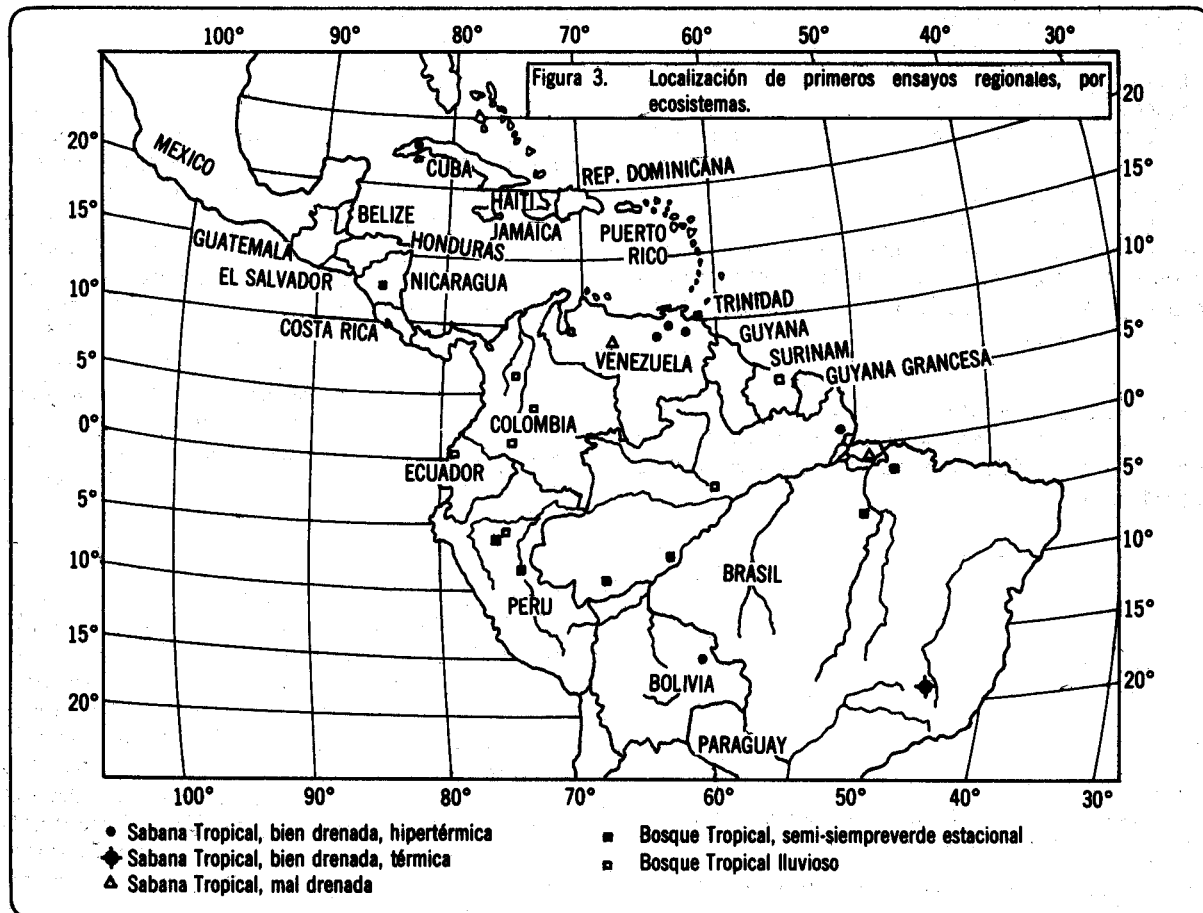 100° 90° 80° 70° 60° 50° 40° 30°
Figura 3. Localización de primeros ensayos regionales, por
ecosistemas.
20
20°
MEXICO
CUBA
15°
REP. DOMINICANA
HAITI
15°
BELIZE
JAMAICA
PUERTO
RICO
10°
GUATEMALA
HONDURAS
EL SALVADOR
NICARAGUA
10°
TRINIDAD
5°
COSTA RICA
GUYANA
5°
VENEZUELA
SURINAM
GUYANA GRANCESA
0°
0°
COLOMBIA
ECUADOR
5°
5°
10°
10°
BRASIL
PERU
15°
15°
BOLIVIA
20°
20°
PARAGUAY
100° 90° 80° 70° 60° 50° 40° 30°
Sabana Tropical, bien drenada, hipertérmica
Sabana Tropical, bien drenada, térmica
Sabana Tropical, mal drenada
Bosque Tropical, semi-siempreverde estacional
Bosque Tropical lluvioso